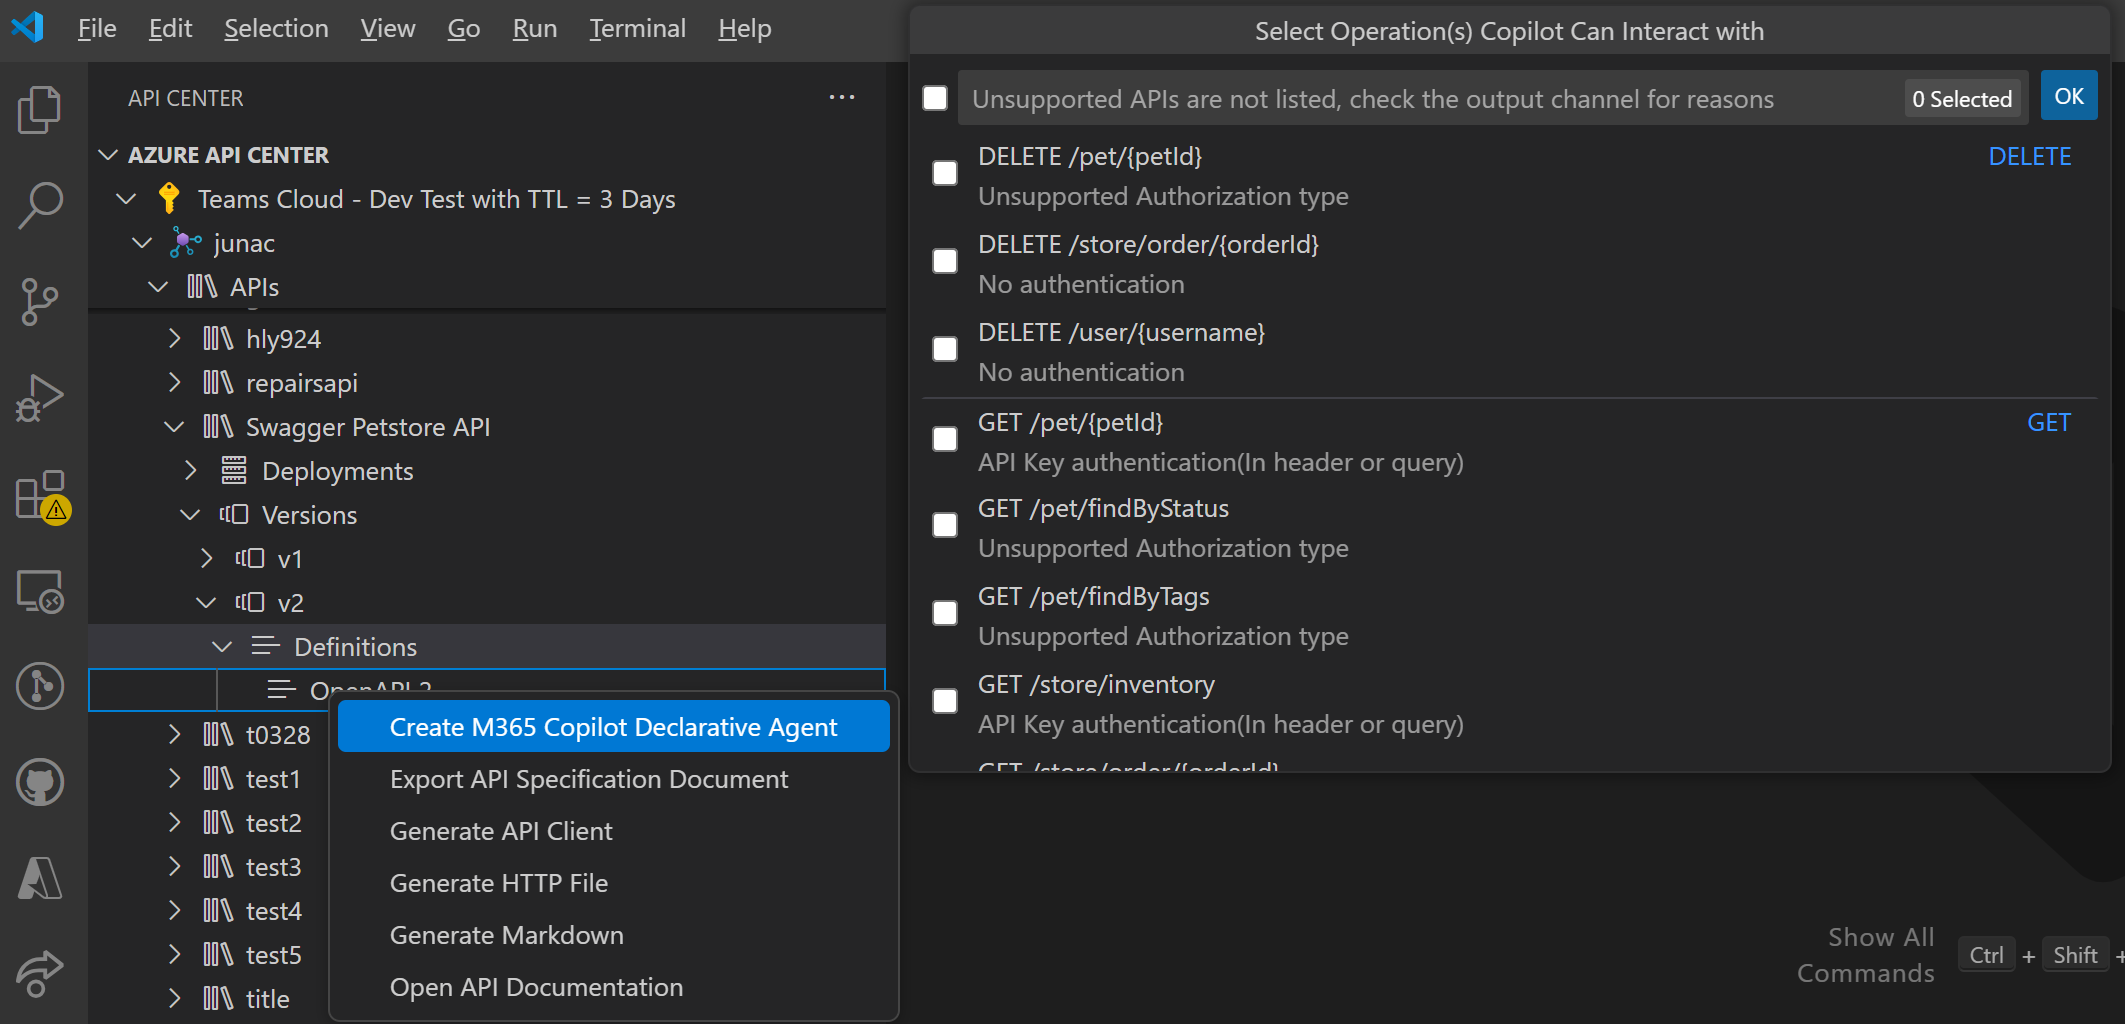 File Edit Selection View Go Run Terminal Help
API CENTER
AZURE API CENTER
Teams Cloud - Dev Test with TTL = 3 Days
junac
APIs
hly924
repairsapi
Swagger Petstore API
Deployments
Versions
v1
v2
Definitions
OpenAPI 2
t0328
test1
test2
test3
test4
test5
title
Create M365 Copilot Declarative Agent
Export API Specification Document
Generate API Client
Generate HTTP File
Generate Markdown
Open API Documentation
Select Operation(s) Copilot Can Interact with
Unsupported APIs are not listed, check the output channel for reasons 0 Selected OK
DELETE /pet/{petId} DELETE
Unsupported Authorization type
DELETE /store/order/{orderId}
No authentication
DELETE /user/{username}
No authentication
GET /pet/{petId} GET
API Key authentication(In header or query)
GET /pet/findByStatus
Unsupported Authorization type
GET /pet/findByTags
Unsupported Authorization type
GET /store/inventory
API Key authentication(In header or query)
GET /store/order/{orderId}
Show All
Commands
Ctrl + Shift +